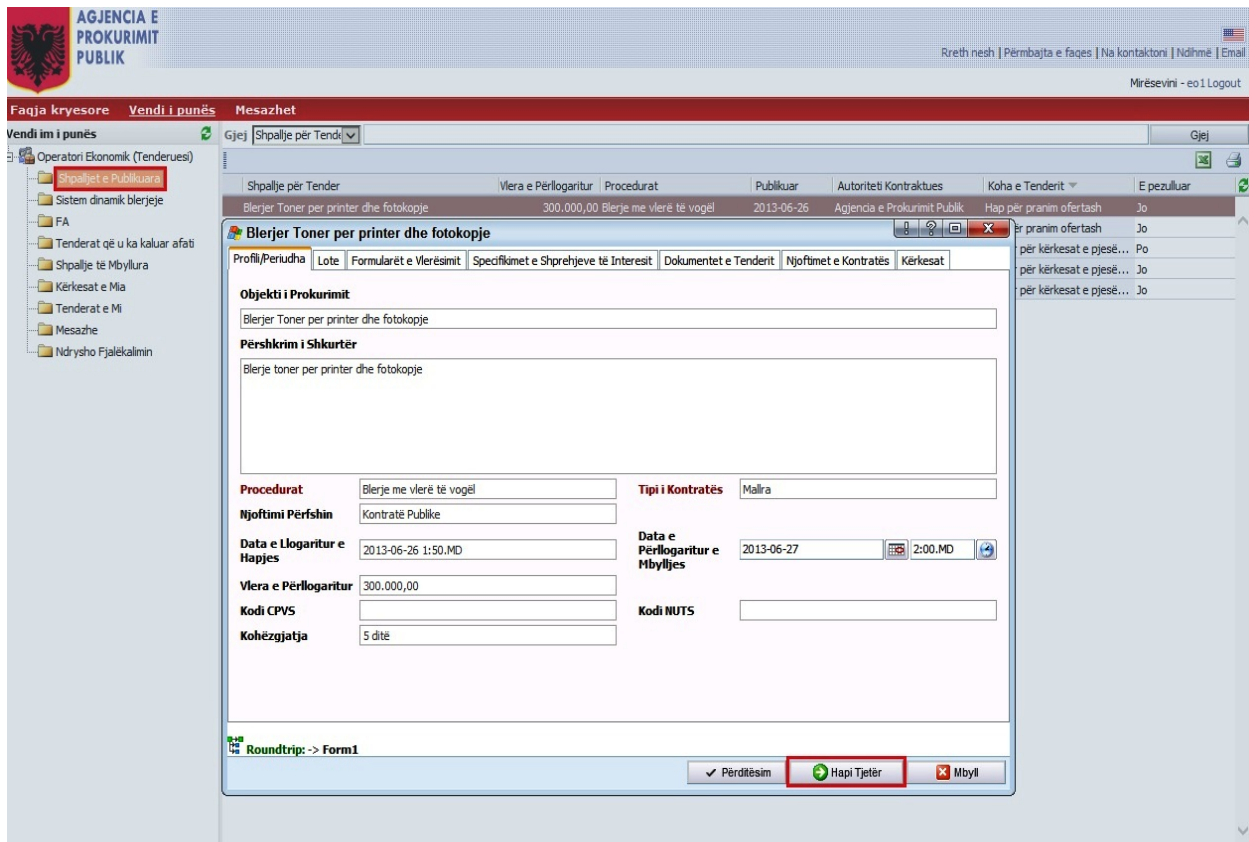 AGJENCIA E
PROKURIMIT
PUBLIK
Rreth nesh | Përmbajta e faqes | Na kontaktoni | Ndihmë | Email
Mirësevini - eo1 Logout
Faqja kryesore Vendi i punës Mesazhet
Vendi im i punës
Gjej Shpallje për Tende Gjej
Operatori Ekonomik (Tenderuesi)
Shpalljet e Publikuara
Sistem dinamik blerjeje
FA
Tenderat që u ka kaluar afati
Shpallje të Mbyllura
Kërkesat e Mia
Tenderat e Mi
Mesazhe
Ndrysho Fjalëkalimin
Shpallje për Tender Vlera e Përllogaritur Procedurat Publikuar Autoriteti Kontraktues Koha e Tenderit E pezulluar
Blerjer Toner per printer dhe fotokopje 300.000,00 Blerje me vlerë të vogël 2013-06-26 Agjencia e Prokurimit Publik Hap për pranim ofertash Jo
ër pranim ofertash Jo
për kërkesat e pjesë... Po
për kërkesat e pjesë... Jo
për kërkesat e pjesë... Jo
Blerjer Toner per printer dhe fotokopje
Profili/Periudha Lote Formularët e Vlerësimit Specifikimet e Shprehjeve të Interesit Dokumentet e Tenderit Njoftimet e Kontratës Kërkesat
Objekti i Prokurimit
Blerjer Toner per printer dhe fotokopje
Përshkrim i Shkurtër
Blerje toner per printer dhe fotokopje
Procedurat Blerje me vlerë të vogël Tipi i Kontratës Mallra
Njoftimi Përfshin Kontratë Publike
Data e Llogaritur e Hapjes 2013-06-26 1:50.MD
Data e Përllogaritur e Mbylljes 2013-06-27 2:00.MD
Vlera e Përllogaritur 300.000,00
Kodi CPVS Kodi NUTS
Kohëzgjatja 5 ditë
Roundtrip: -> Form1
Përditësim Hapi Tjetër Mbyll